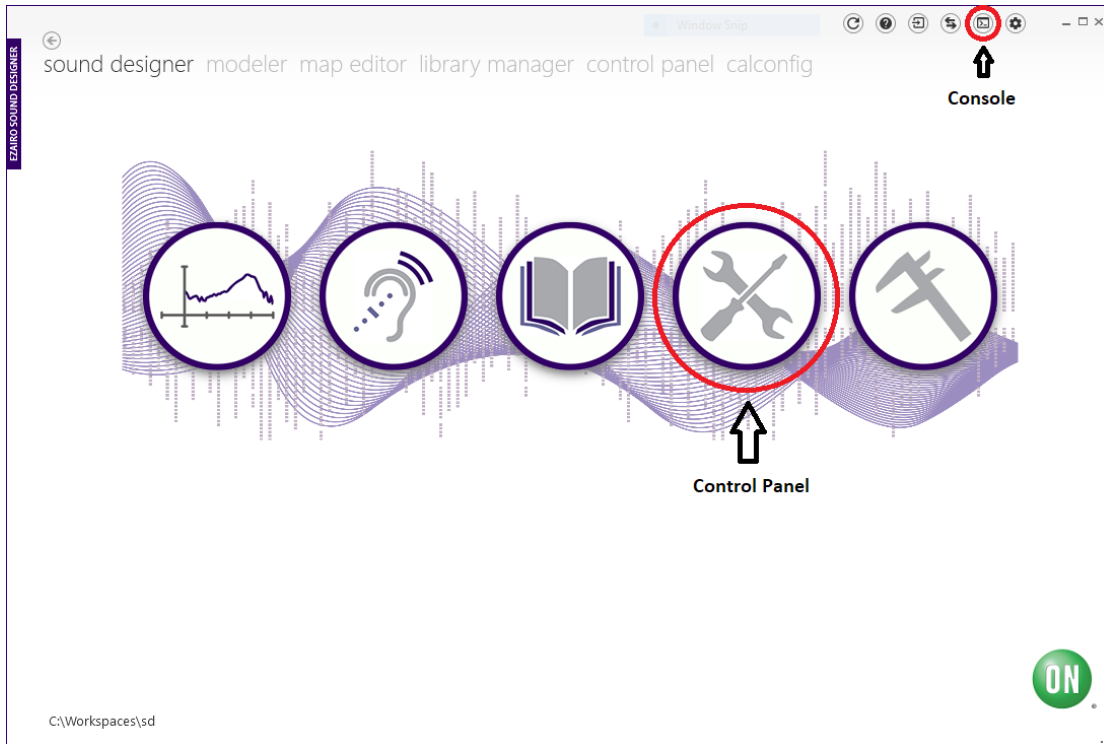 Window Snip
EZAIRO SOUND DESIGNER
sound designer modeler map editor library manager control panel calconfig
Console
Control Panel
ON
C:\Workspaces\sd